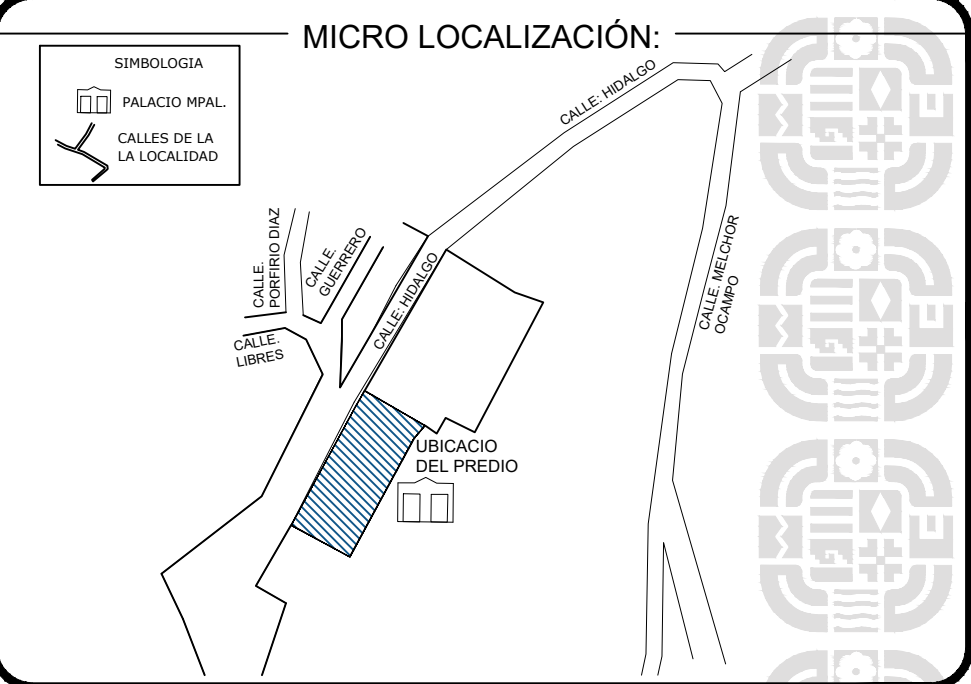 MICRO LOCALIZACIÓN:
SIMBOLOGIA
PALACIO MPAL.
CALLES DE LA
LA LOCALIDAD
CALLE: HIDALGO
CALLE.
PORFIRIO DIAZ
CALLE.
GUERRERO
CALLE: HIDALGO
CALLE. MELCHOR
OCAMPO
CALLE.
LIBRES
UBICACIO
DEL PREDIO